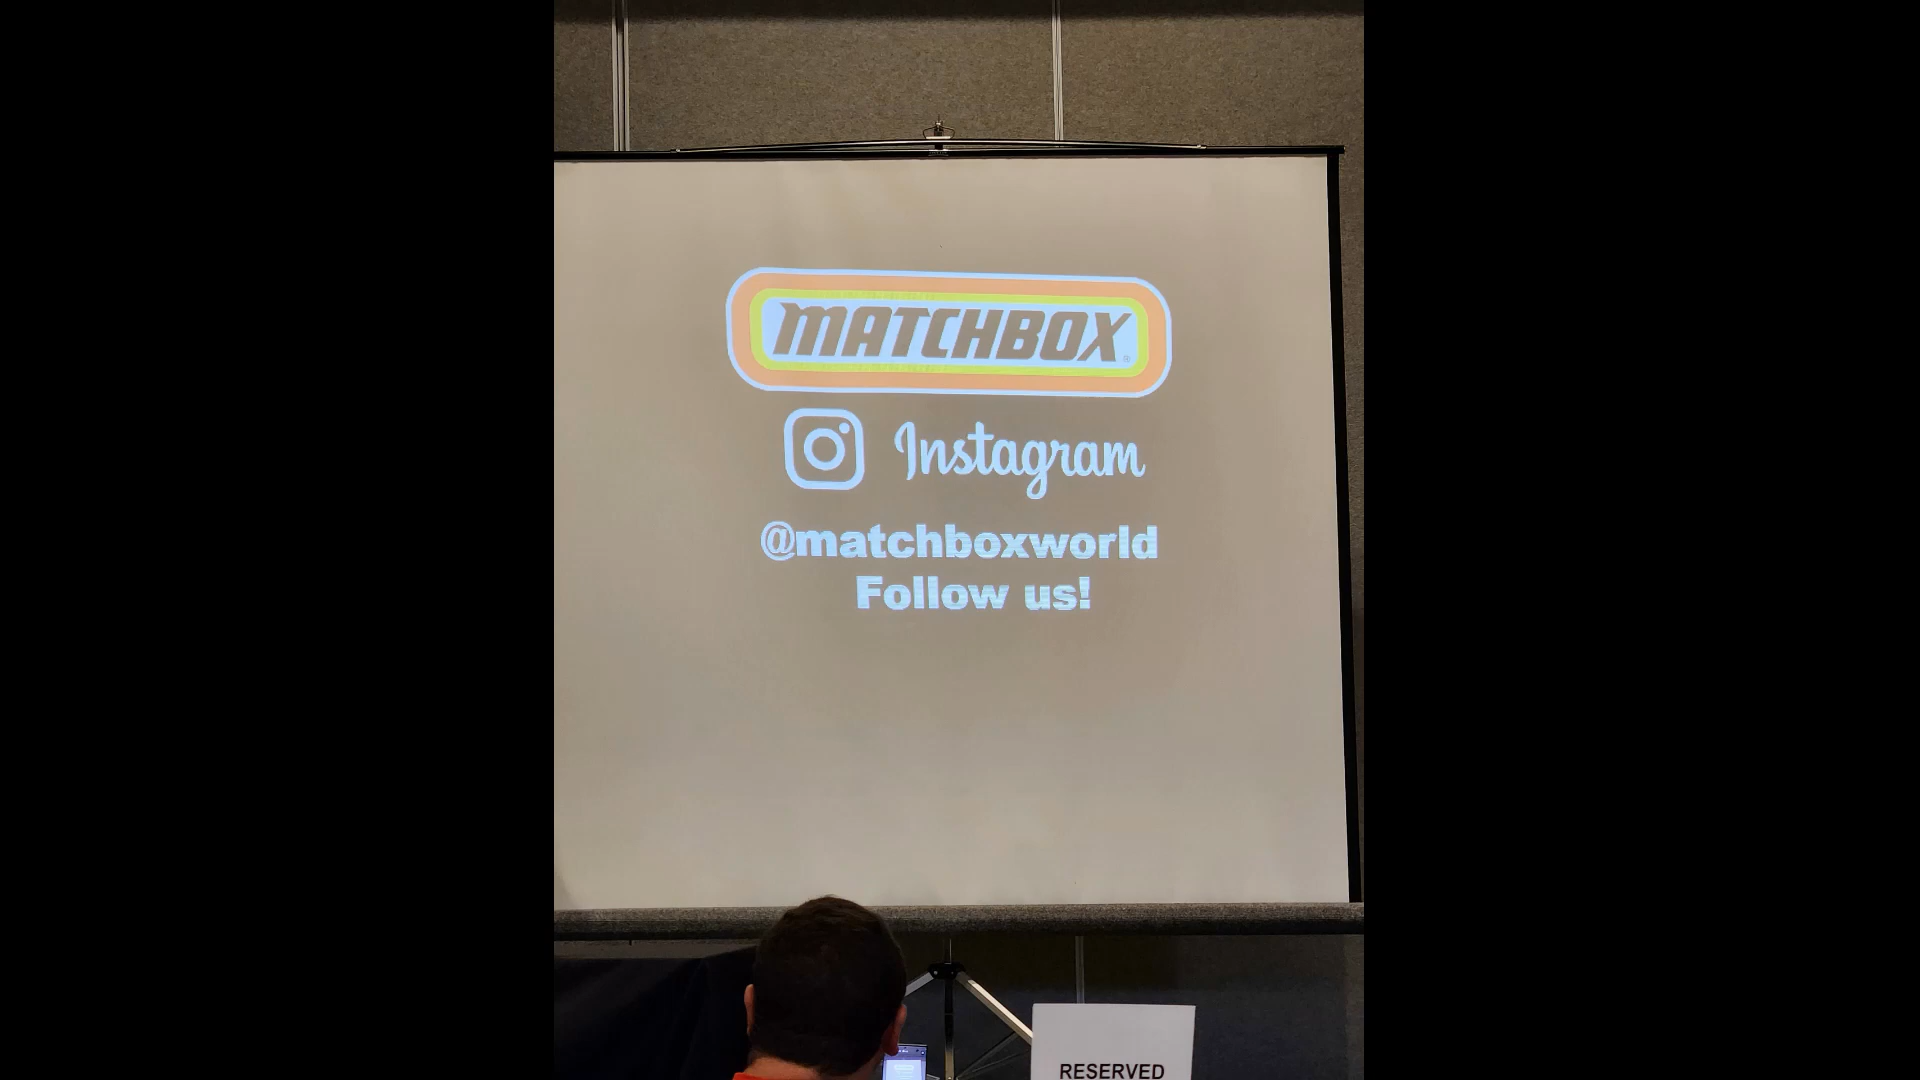 MATCHBOX®
Instagram
@matchboxworld
Follow us!
RESERVED